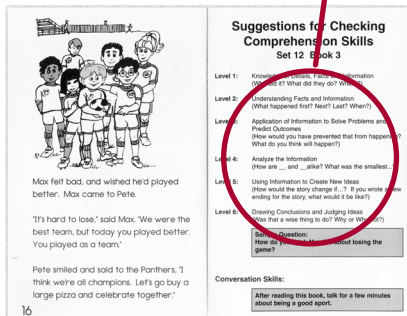 Max felt bad, and wished he'd played
better. Max came to Pete.
"It's hard to lose," said Max. "We were the
best team, but today you played better.
You played as a team."
Pete smiled and said to the Panthers, "I
think we're all champions. Let's go buy a
large pizza and celebrate together."
16
Suggestions for Checking
Comprehension Skills
Set 12 Book 3
Level 1: Knowledge of Details, Facts and Information
(Who did it? What did they do? Where?)
Level 2: Understanding Facts and Information
(What happened first? Next? Last? When?)
Level 3: Application of Information to Solve Problems and
Predict Outcomes
(How would you have prevented that from happening?
What do you think will happen?)
Level 4: Analyze the Information
(How are __ and __ alike? What was the smallest...?)
Level 5: Using Information to Create New Ideas
(How would the story change if...? If you wrote a new
ending for the story, what would it be like?)
Level 6: Drawing Conclusions and Judging Ideas
(Was that a wise thing to do? Why or Why not?)
Sample Question:
How do you think Max felt about losing the
game?
Conversation Skills:
After reading this book, talk for a few minutes
about being a good sport.